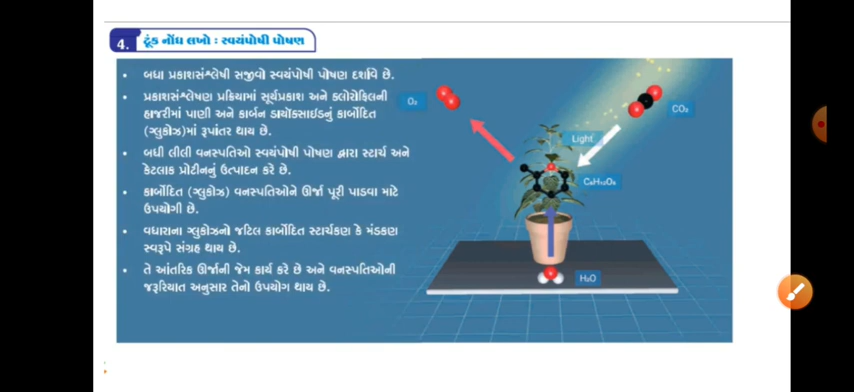 4. ટૂંક નોંધ લખો : સ્વયંપોષી પોષણ
• બધા પ્રકાશસંશ્લેષી સજીવો સ્વયંપોષી પોષણ દર્શાવે છે.
• પ્રકાશસંશ્લેષણ પ્રક્રિયામાં સૂર્યપ્રકાશ અને ક્લોરોફિલની
હાજરીમાં પાણી અને કાર્બન ડાયૉક્સાઇડનું કાર્બોદિત
(ગ્લુકોઝ)માં રૂપાંતર થાય છે.
• બધી લીલી વનસ્પતિઓ સ્વયંપોષી પોષણ દ્વારા સ્ટાર્ચ અને
કેટલાક પ્રોટીનનું ઉત્પાદન કરે છે.
• કાર્બોદિત (ગ્લુકોઝ) વનસ્પતિઓને ઊર્જા પૂરી પાડવા માટે
ઉપયોગી છે.
• વધારાના ગ્લુકોઝનો જટિલ કાર્બોદિત સ્ટાર્ચકણ કે મંડકણ
સ્વરૂપે સંગ્રહ થાય છે.
• તે આંતરિક ઊર્જાની જેમ કાર્ય કરે છે અને વનસ્પતિઓની
જરૂરિયાત અનુસાર તેનો ઉપયોગ થાય છે.
O₂
CO₂
Light
C₆H₁₂O₆
H₂O